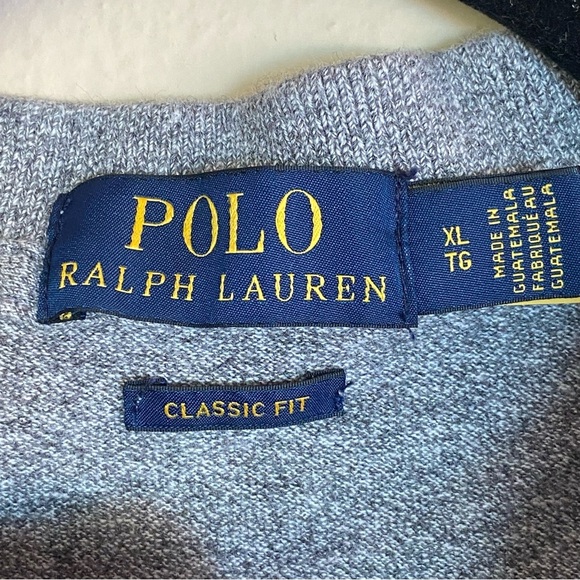 POLO
RALPH LAUREN
XL
TG
MADE IN
GUATEMALA
FABRIQUÉ AU
GUATEMALA
CLASSIC FIT